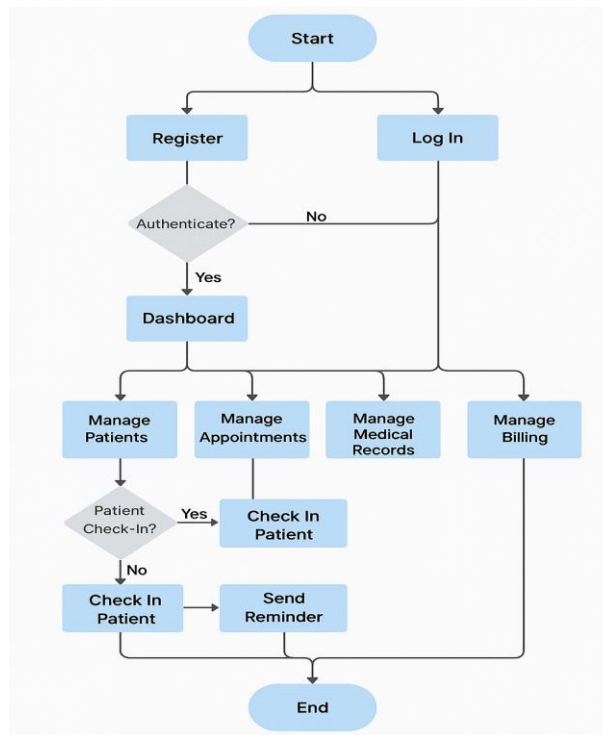 Start
Register
Log In
Authenticate?
No
Yes
Dashboard
Manage
Patients
Manage
Appointments
Manage
Medical
Records
Manage
Billing
Patient
Check-In?
Yes
Check In
Patient
No
Check In
Patient
Send
Reminder
End